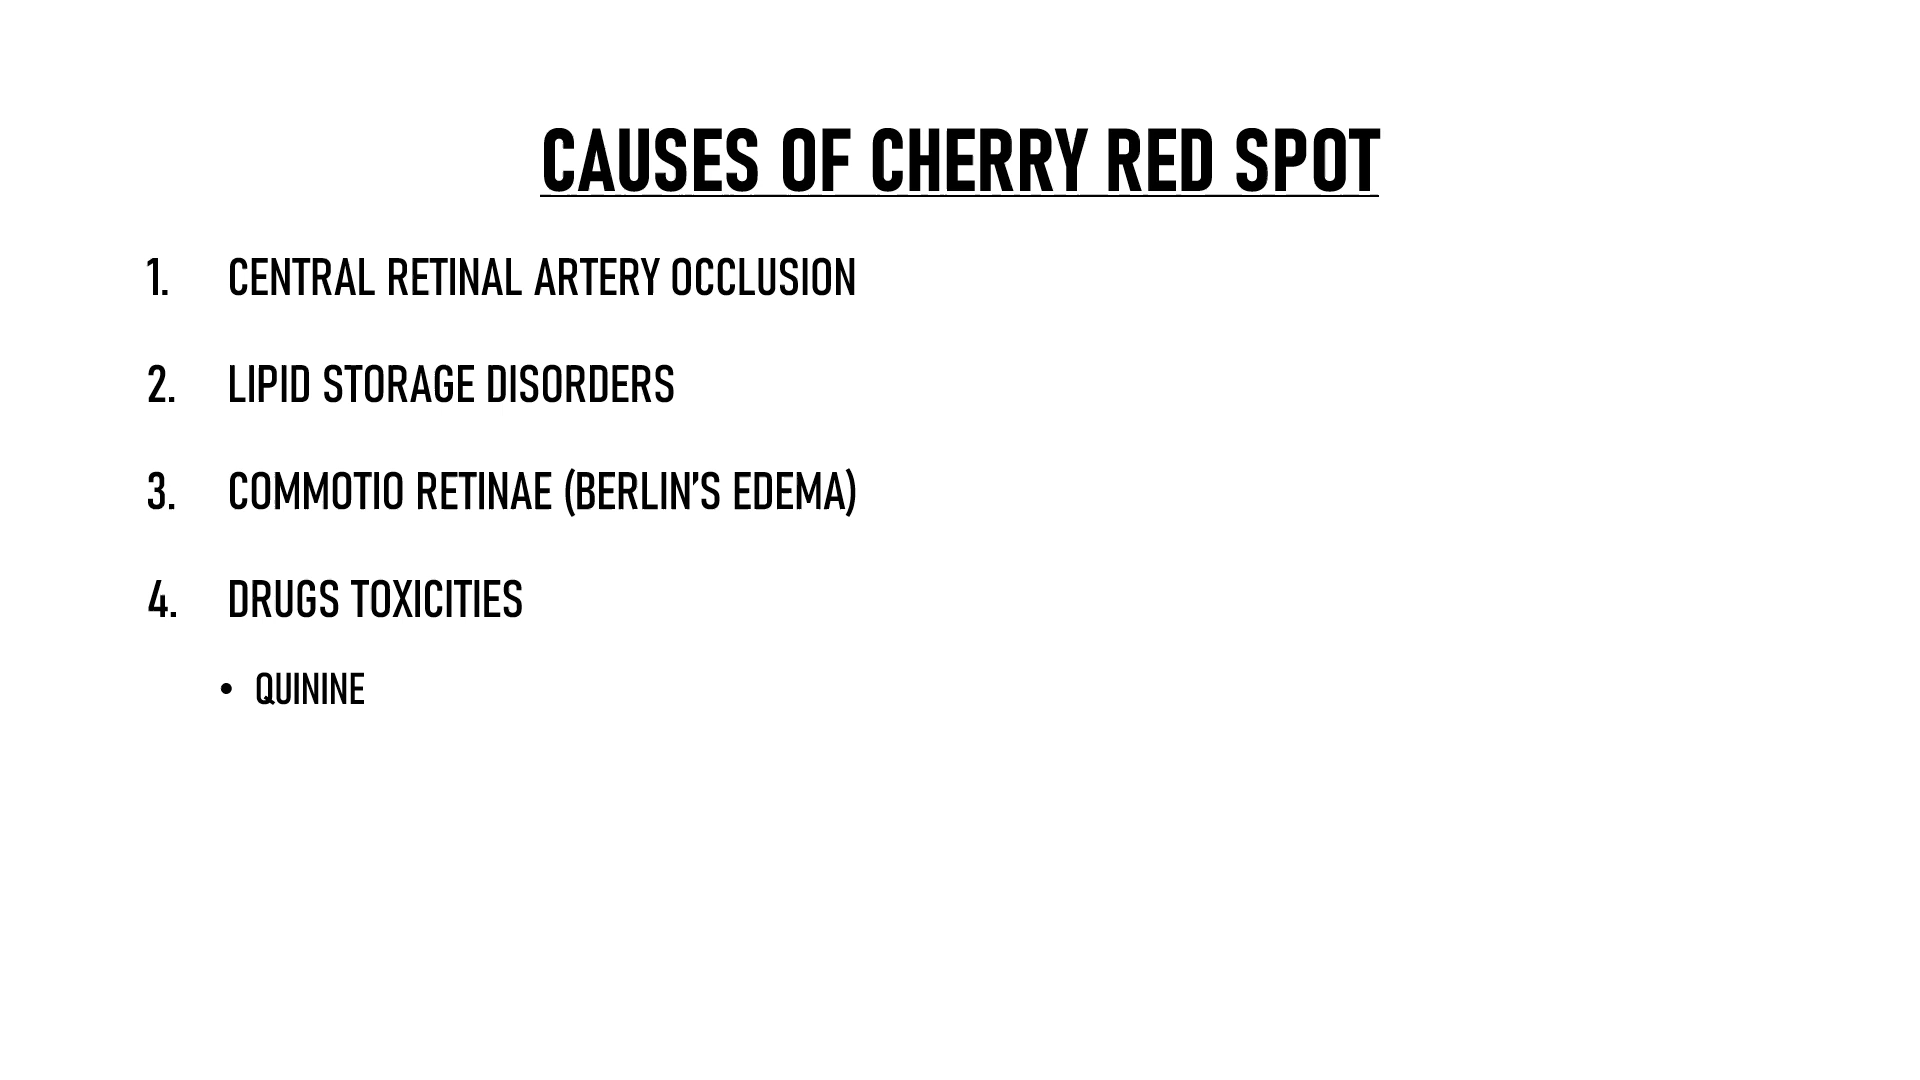 CAUSES OF CHERRY RED SPOT
1. CENTRAL RETINAL ARTERY OCCLUSION
2. LIPID STORAGE DISORDERS
3. COMMOTIO RETINAE (BERLIN’S EDEMA)
4. DRUGS TOXICITIES
• QUININE